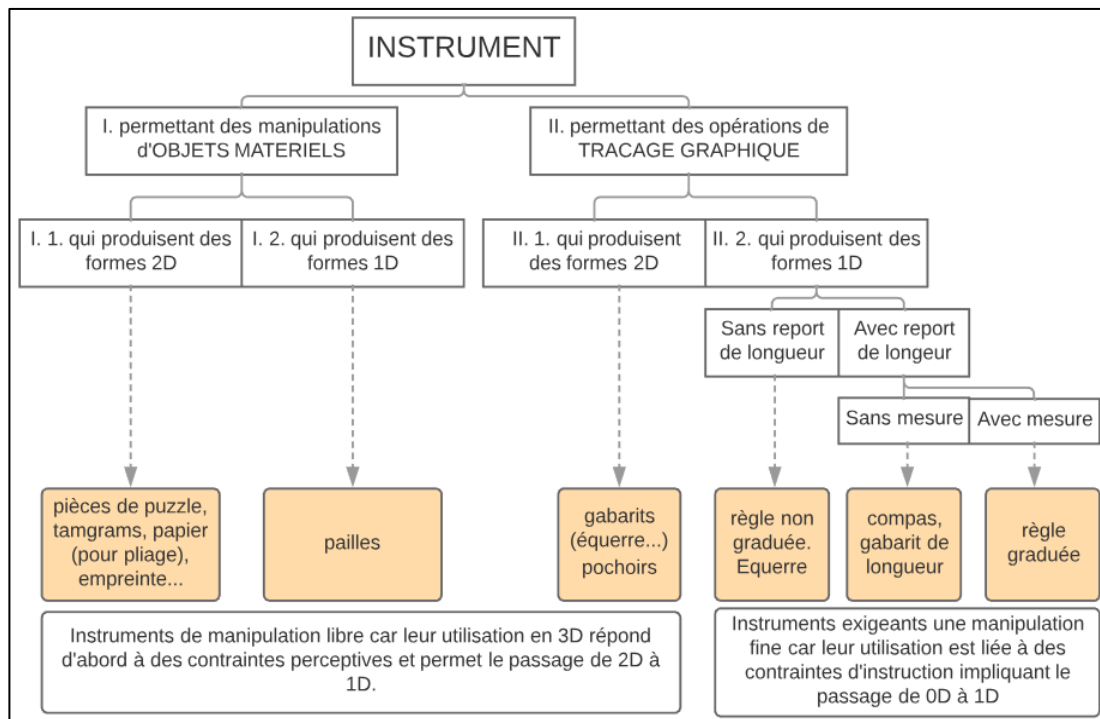 INSTRUMENT
I. permettant des manipulations
d'OBJETS MATERIELS
II. permettant des opérations de
TRACAGE GRAPHIQUE
I. 1. qui produisent des
formes 2D
I. 2. qui produisent des
formes 1D
II. 1. qui produisent
des formes 2D
II. 2. qui produisent des
formes 1D
Sans report
de longueur
Avec report
de longeur
Sans mesure
Avec mesure
pièces de puzzle,
tamgrams, papier
(pour pliage),
empreinte...
pailles
gabarits
(équerre...)
pochoirs
règle non
graduée.
Equerre
compas,
gabarit de
longueur
règle
graduée
Instruments de manipulation libre car leur utilisation en 3D répond
d'abord à des contraintes perceptives et permet le passage de 2D à
1D.
Instruments exigeants une manipulation
fine car leur utilisation est liée à des
contraintes d'instruction impliquant le
passage de 0D à 1D